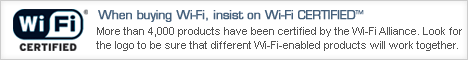 Wi Fi
CERTIFIED
When buying Wi-Fi, insist on Wi-Fi CERTIFIED™
More than 4,000 products have been certified by the Wi-Fi Alliance. Look for
the logo to be sure that different Wi-Fi-enabled products will work together.